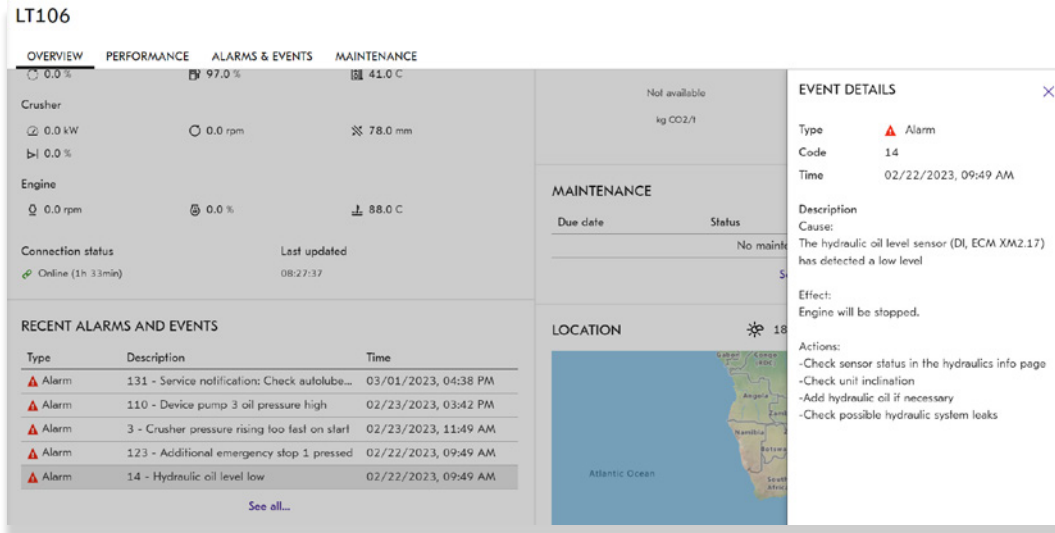 LT106
OVERVIEW PERFORMANCE ALARMS & EVENTS MAINTENANCE
0.0 % 97.0 % 41.0 C
Crusher
0.0 kW 0.0 rpm 78.0 mm
0.0 %
Engine
0.0 rpm 0.0 % 88.0 C
Connection status Last updated
Online (1h 33min) 08:27:37
RECENT ALARMS AND EVENTS
Type Description Time
Alarm 131 - Service notification: Check autolube... 03/01/2023, 04:38 PM
Alarm 110 - Device pump 3 oil pressure high 02/23/2023, 03:42 PM
Alarm 3 - Crusher pressure rising too fast on start 02/23/2023, 11:49 AM
Alarm 123 - Additional emergency stop 1 pressed 02/22/2023, 09:49 AM
Alarm 14 - Hydraulic oil level low 02/22/2023, 09:49 AM
See all...
Not available
kg CO2/t
MAINTENANCE
Due date Status
No mainte
LOCATION 18
Gabon Congo
Angola
Namibia
Botswa
South
Africa
Atlantic Ocean
EVENT DETAILS
Type Alarm
Code 14
Time 02/22/2023, 09:49 AM
Description
Cause:
The hydraulic oil level sensor (DI, ECM XM2.17)
has detected a low level
Effect:
Engine will be stopped.
Actions:
-Check sensor status in the hydraulics info page
-Check unit inclination
-Add hydraulic oil if necessary
-Check possible hydraulic system leaks